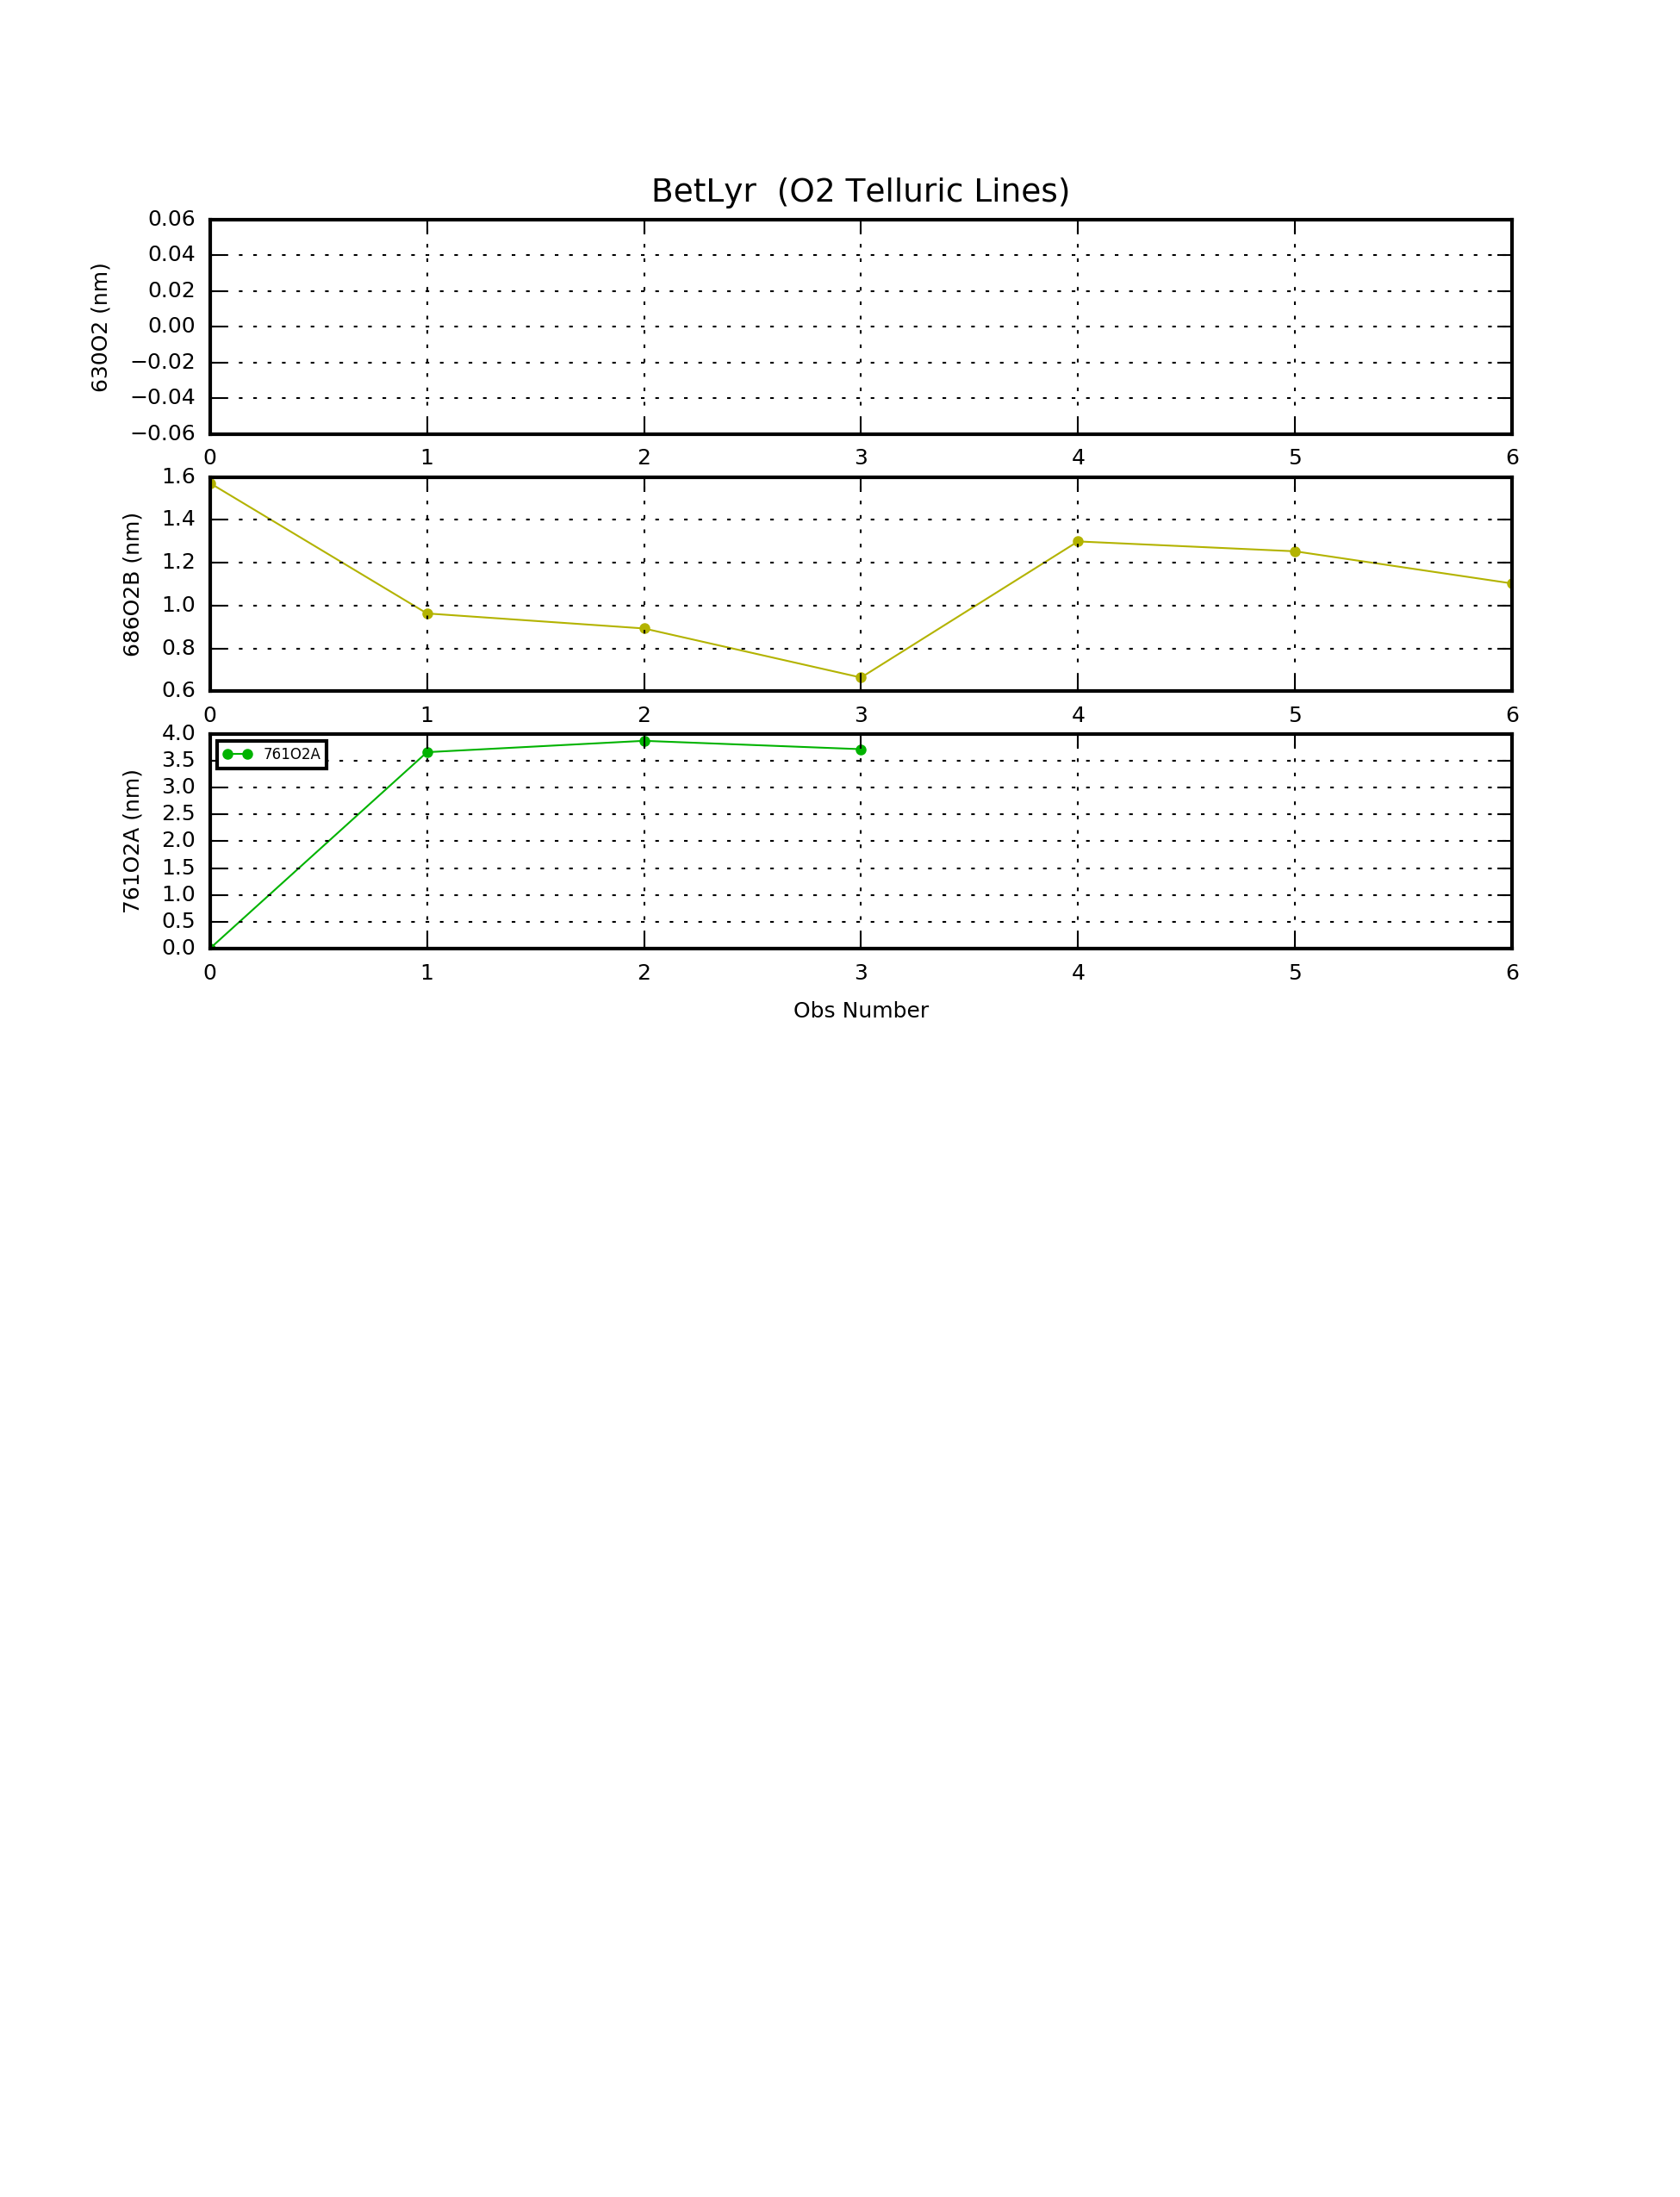 BetLyr (O2 Telluric Lines)
630O2 (nm)
0.06
0.04
0.02
0.00
−0.02
−0.04
−0.06
0 1 2 3 4 5 6
686O2B (nm)
1.6
1.4
1.2
1.0
0.8
0.6
0 1 2 3 4 5 6
761O2A (nm)
4.0
3.5
3.0
2.5
2.0
1.5
1.0
0.5
0.0
761O2A
0 1 2 3 4 5 6
Obs Number